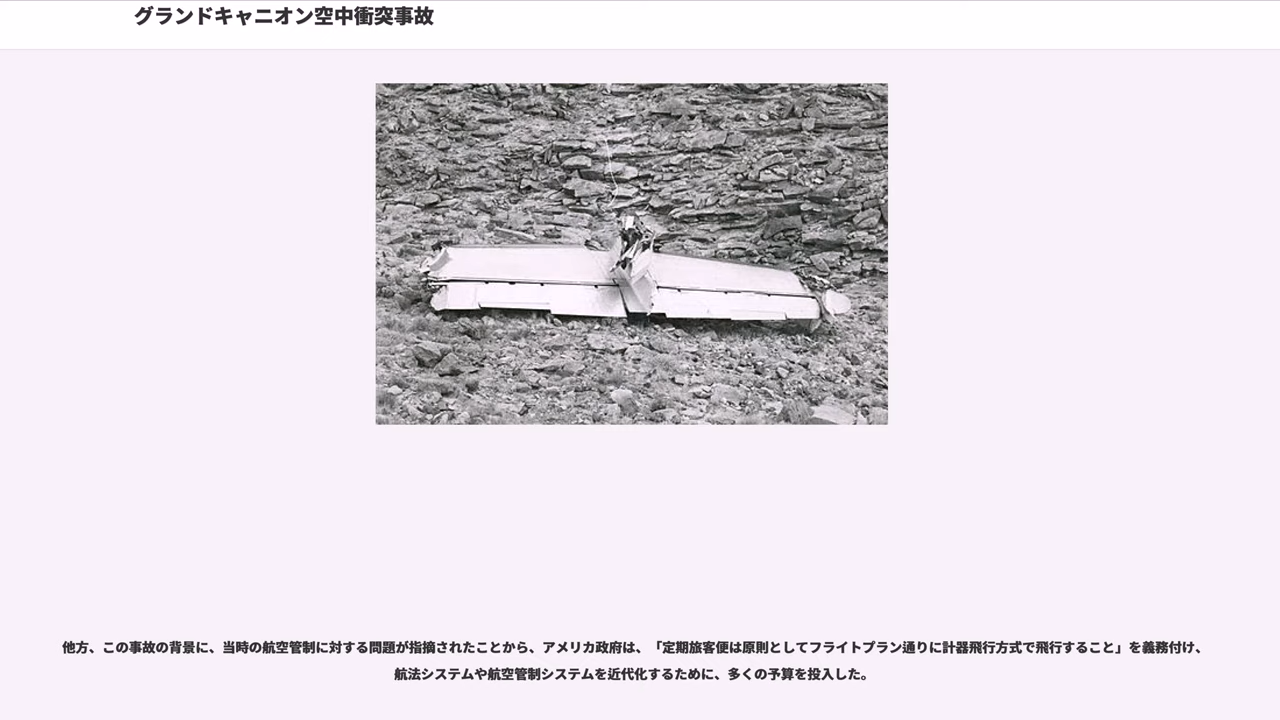 グランドキャニオン空中衝突事故
他方、この事故の背景に、当時の航空管制に対する問題が指摘されたことから、アメリカ政府は、「定期旅客便は原則としてフライトプラン通りに計器飛行方式で飛行すること」を義務付け、
航法システムや航空管制システムを近代化するために、多くの予算を投入した。